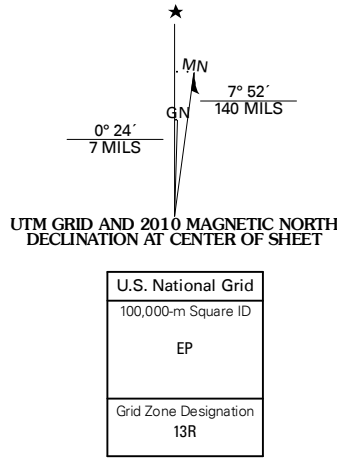 MN
GN
7° 52´
140 MILS
0° 24´
7 MILS
UTM GRID AND 2010 MAGNETIC NORTH
DECLINATION AT CENTER OF SHEET
U.S. National Grid
100,000-m Square ID
EP
Grid Zone Designation
13R